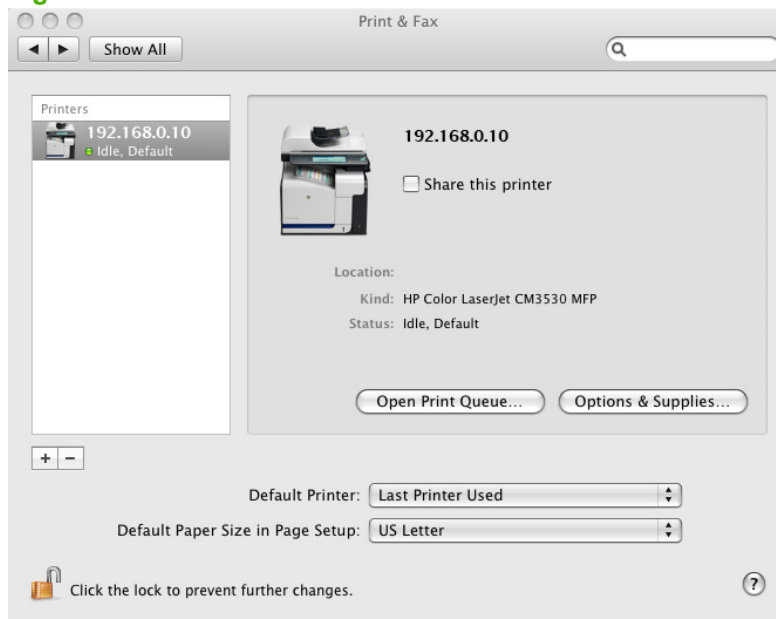 Print & Fax
Show All
Printers
192.168.0.10
Idle, Default
192.168.0.10
Share this printer
Location:
Kind: HP Color LaserJet CM3530 MFP
Status: Idle, Default
Open Print Queue... Options & Supplies...
+ −
Default Printer: Last Printer Used
Default Paper Size in Page Setup: US Letter
Click the lock to prevent further changes.
?